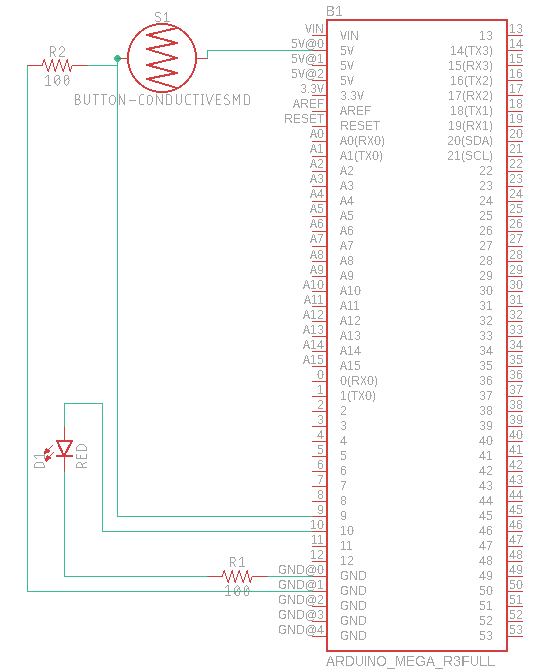 B1
S1
R2
100
BUTTON-CONDUCTIVESMD
VIN VIN 13 13
5V@0 5V 14(TX3) 14
5V@1 5V 15(RX3) 15
5V@2 5V 16(TX2) 16
3.3V 3.3V 17(RX2) 17
AREF AREF 18(TX1) 18
RESET RESET 19(RX1) 19
A0 A0(RX0) 20(SDA) 20
A1 A1(TX0) 21(SCL) 21
A2 A2 22 22
A3 A3 23 23
A4 A4 24 24
A5 A5 25 25
A6 A6 26 26
A7 A7 27 27
A8 A8 28 28
A9 A9 29 29
A10 A10 30 30
A11 A11 31 31
A12 A12 32 32
A13 A13 33 33
A14 A14 34 34
A15 A15 35 35
0 0(RX0) 36 36
1 1(TX0) 37 37
2 2 38 38
3 3 39 39
4 4 40 40
5 5 41 41
6 6 42 42
7 7 43 43
8 8 44 44
9 9 45 45
10 10 46 46
11 11 47 47
12 12 48 48
GND@0 GND 49 49
GND@1 GND 50 50
GND@2 GND 51 51
GND@3 GND 52 52
GND@4 GND 53 53
D1
RED
R1
100
ARDUINO_MEGA_R3FULL